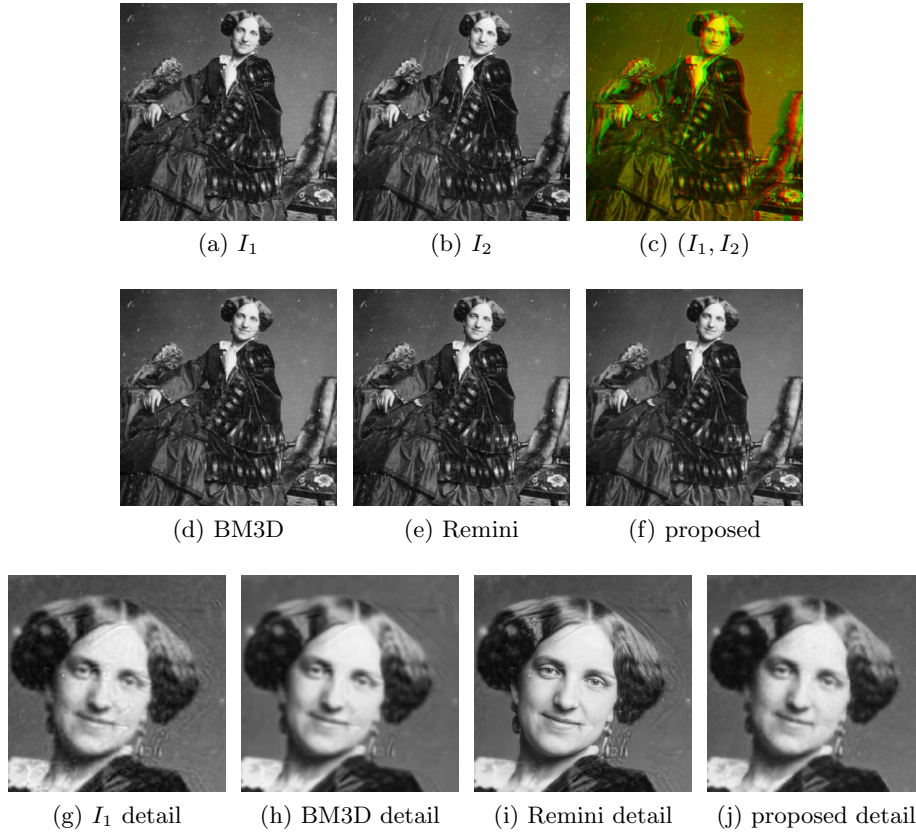 (a) I₁ (b) I₂ (c) (I₁, I₂)
(d) BM3D (e) Remini (f) proposed
(g) I₁ detail (h) BM3D detail (i) Remini detail (j) proposed detail